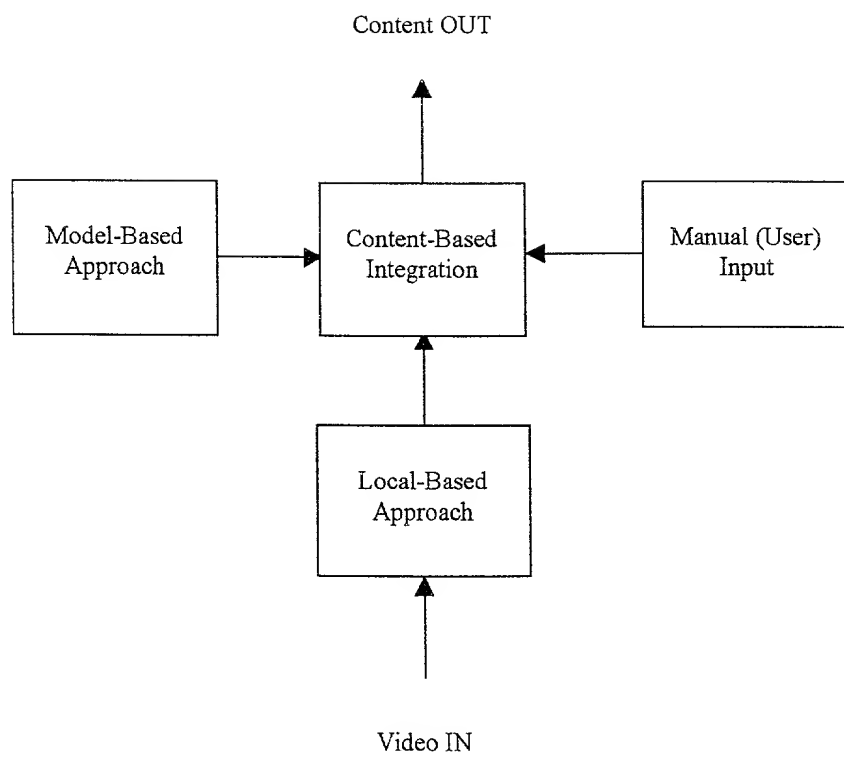 Content OUT
Model-Based
Approach
Content-Based
Integration
Manual (User)
Input
Local-Based
Approach
Video IN